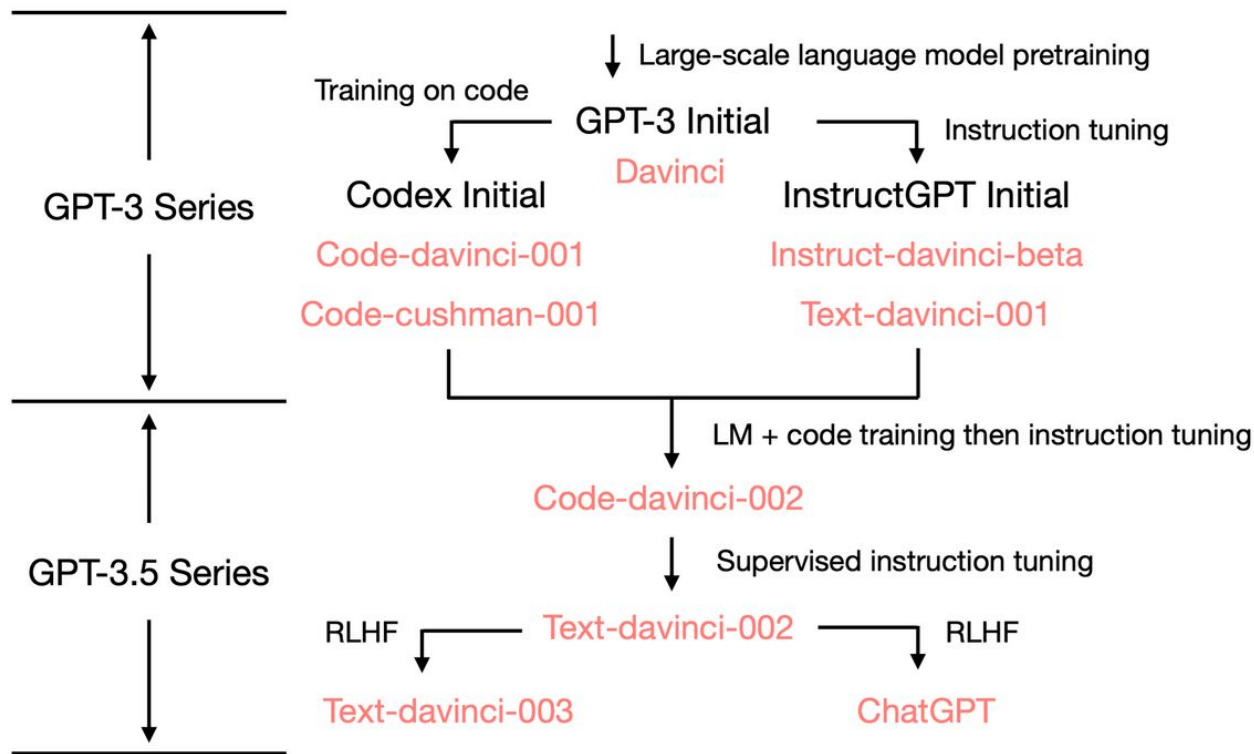 Large-scale language model pretraining
Training on code
GPT-3 Initial
Instruction tuning
Davinci
GPT-3 Series
Codex Initial
InstructGPT Initial
Code-davinci-001
Instruct-davinci-beta
Code-cushman-001
Text-davinci-001
LM + code training then instruction tuning
Code-davinci-002
GPT-3.5 Series
Supervised instruction tuning
RLHF
Text-davinci-002
RLHF
Text-davinci-003
ChatGPT